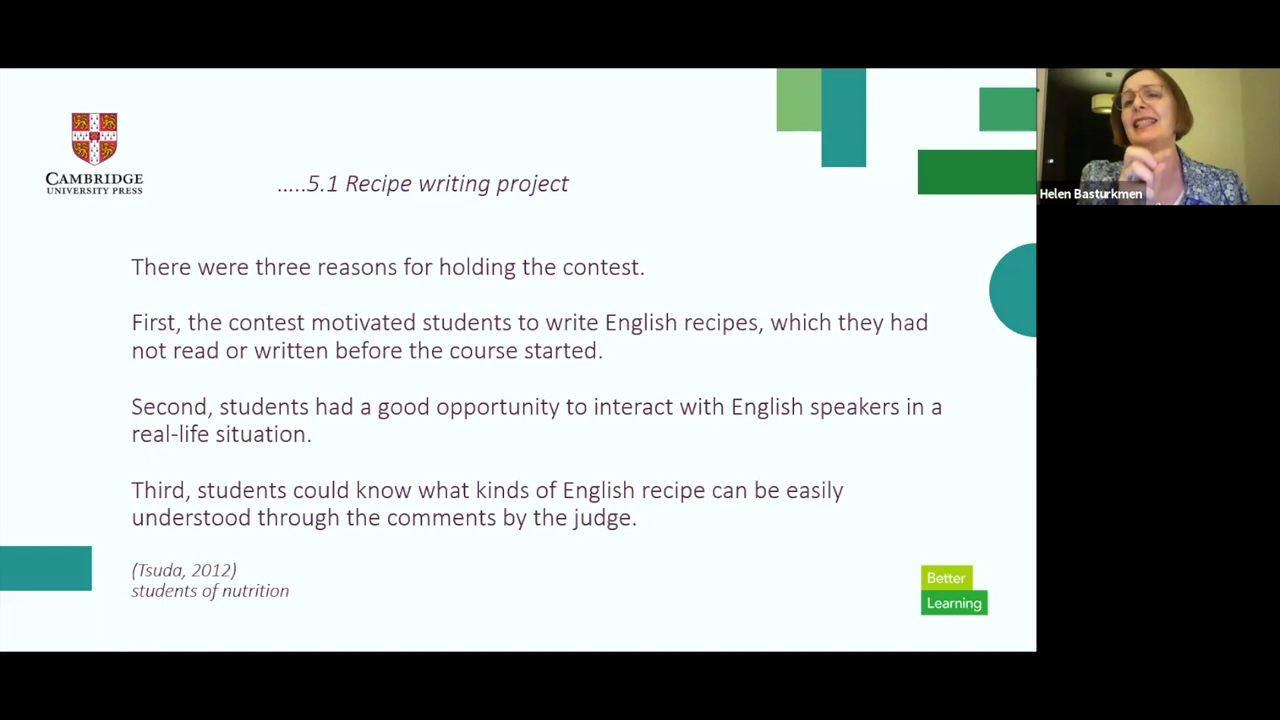 CAMBRIDGE
UNIVERSITY PRESS
.....5.1 Recipe writing project
Helen Basturkmen
There were three reasons for holding the contest.
First, the contest motivated students to write English recipes, which they had
not read or written before the course started.
Second, students had a good opportunity to interact with English speakers in a
real-life situation.
Third, students could know what kinds of English recipe can be easily
understood through the comments by the judge.
(Tsuda, 2012)
students of nutrition
Better
Learning